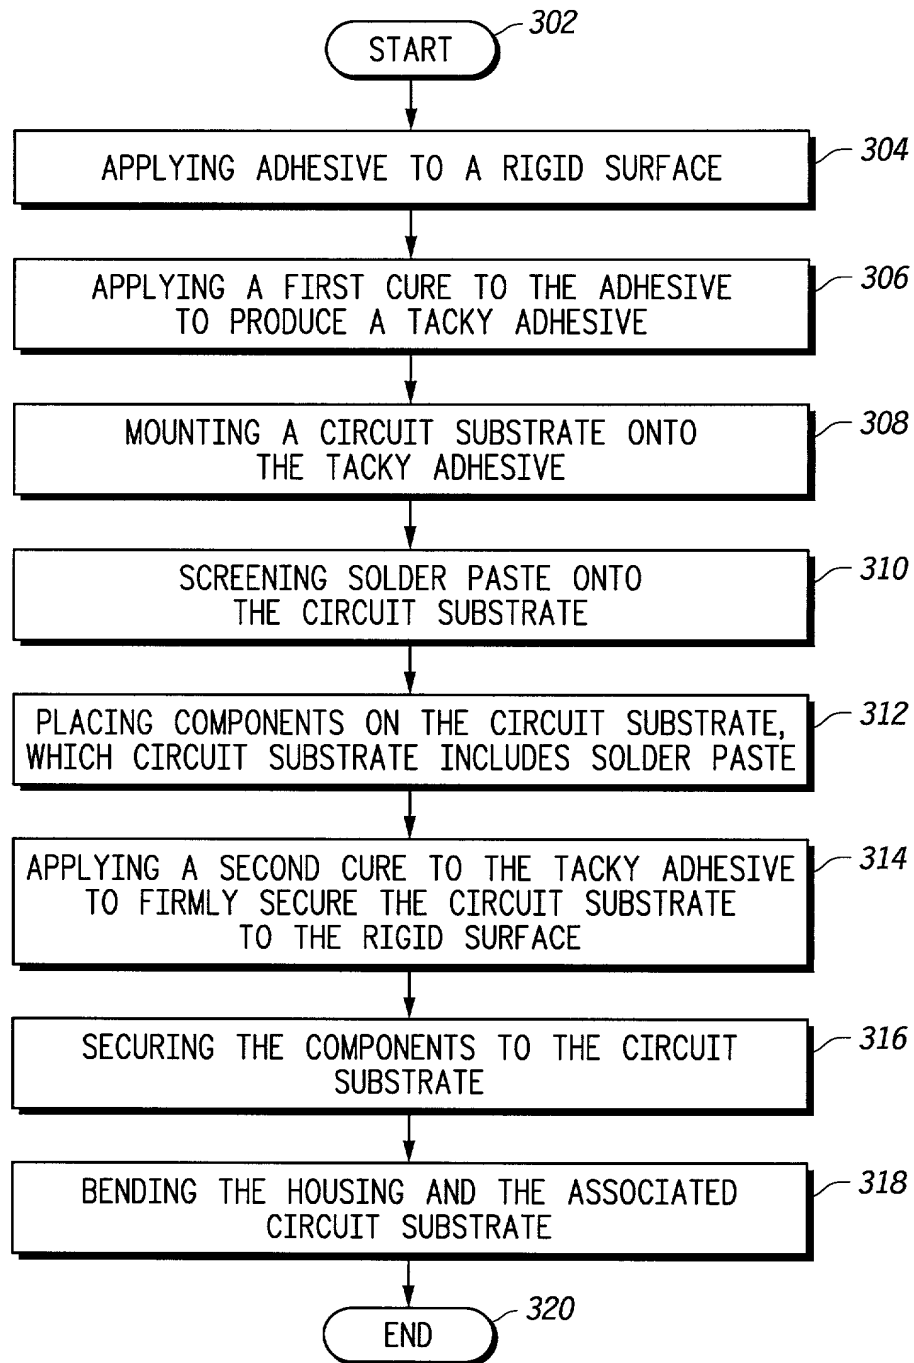 START
302
APPLYING ADHESIVE TO A RIGID SURFACE
304
APPLYING A FIRST CURE TO THE ADHESIVE
TO PRODUCE A TACKY ADHESIVE
306
MOUNTING A CIRCUIT SUBSTRATE ONTO
THE TACKY ADHESIVE
308
SCREENING SOLDER PASTE ONTO
THE CIRCUIT SUBSTRATE
310
PLACING COMPONENTS ON THE CIRCUIT SUBSTRATE,
WHICH CIRCUIT SUBSTRATE INCLUDES SOLDER PASTE
312
APPLYING A SECOND CURE TO THE TACKY ADHESIVE
TO FIRMLY SECURE THE CIRCUIT SUBSTRATE
TO THE RIGID SURFACE
314
SECURING THE COMPONENTS TO THE CIRCUIT
SUBSTRATE
316
BENDING THE HOUSING AND THE ASSOCIATED
CIRCUIT SUBSTRATE
318
END
320